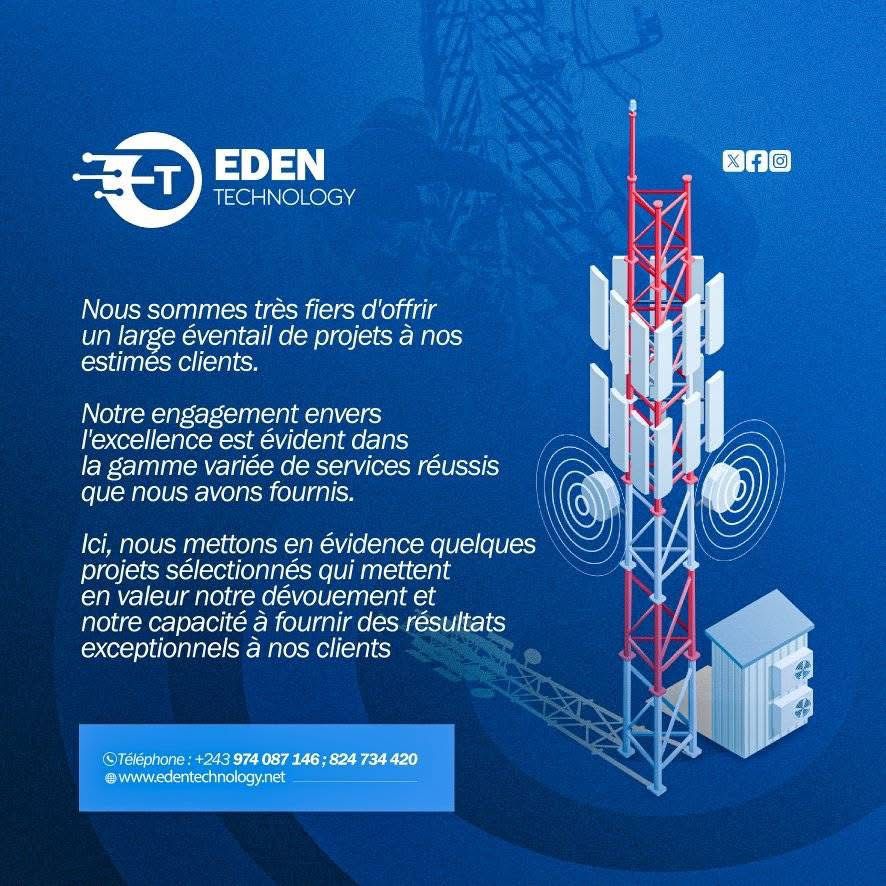 ET
EDEN
TECHNOLOGY
Nous sommes très fiers d'offrir
un large éventail de projets à nos
estimés clients.
Notre engagement envers
l'excellence est évident dans
la gamme variée de services réussis
que nous avons fournis.
Ici, nous mettons en évidence quelques
projets sélectionnés qui mettent
en valeur notre dévouement et
notre capacité à fournir des résultats
exceptionnels à nos clients
Téléphone : +243 974 087 146 ; 824 734 420
www.edentechnology.net